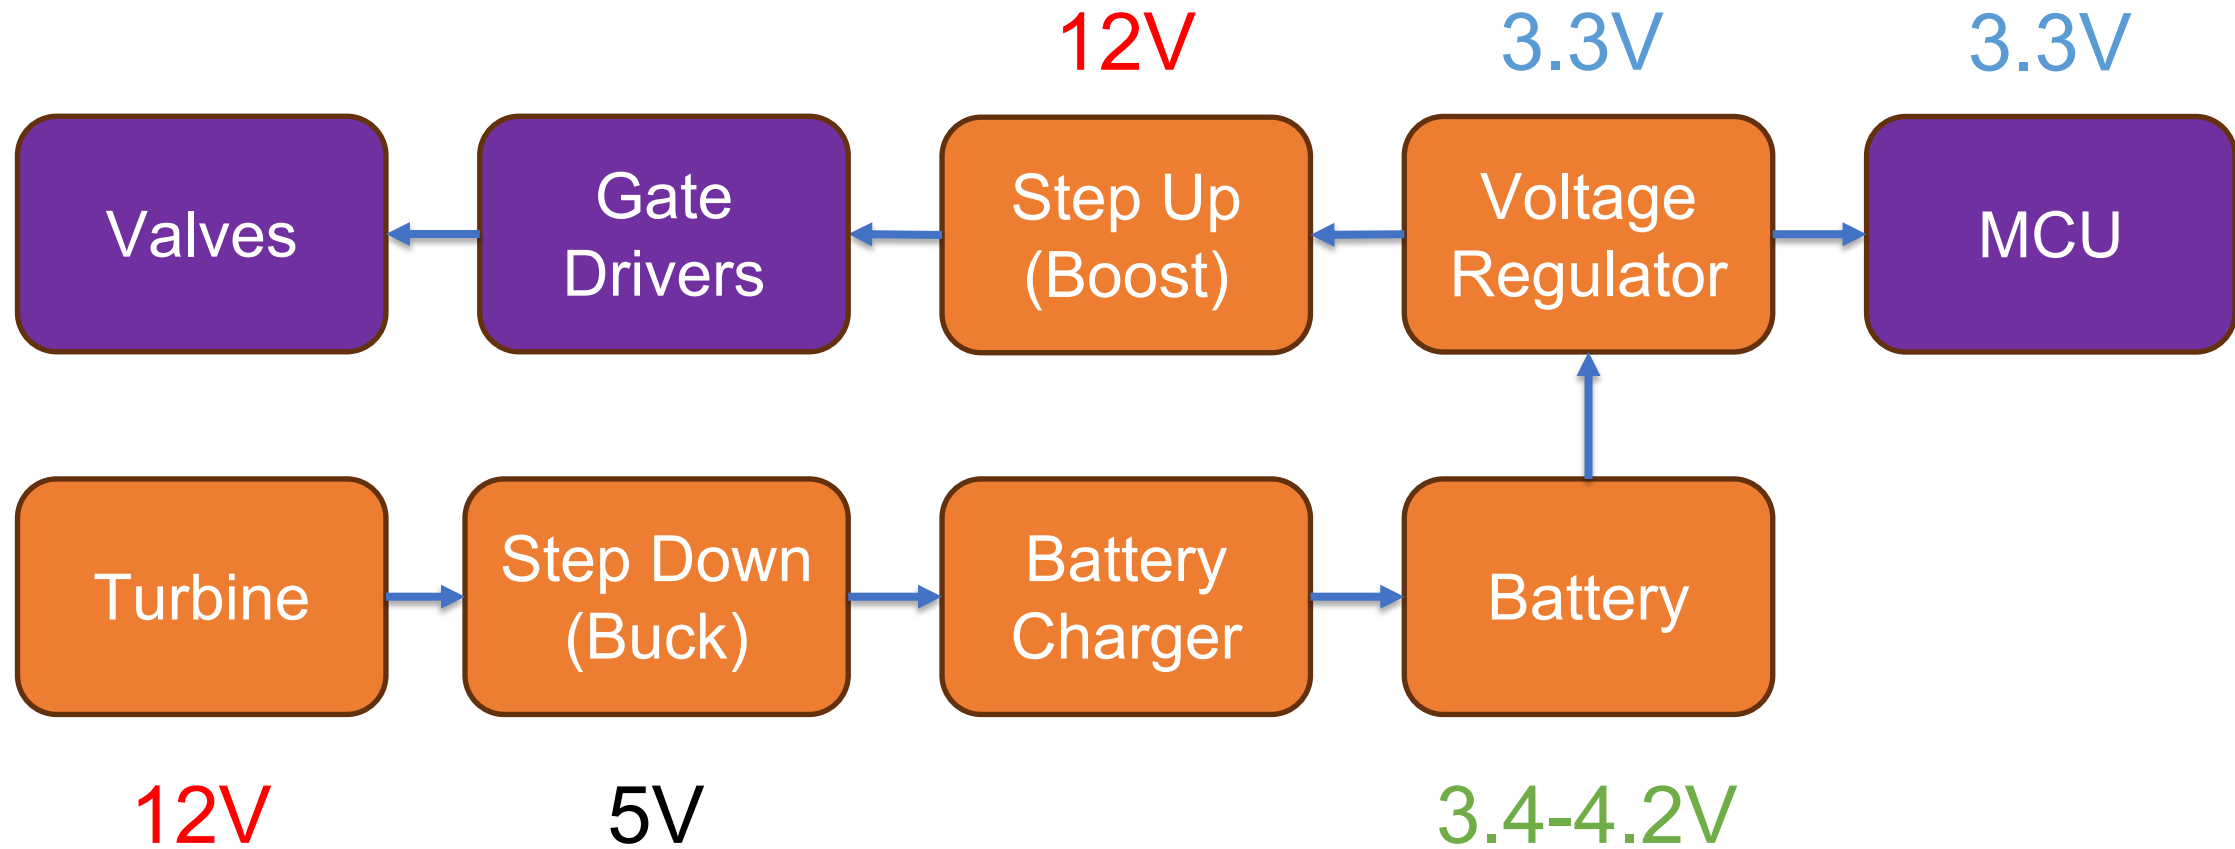 12V
3.3V
3.3V
Valves
Gate
Drivers
Step Up
(Boost)
Voltage
Regulator
MCU
Turbine
Step Down
(Buck)
Battery
Charger
Battery
12V
5V
3.4-4.2V